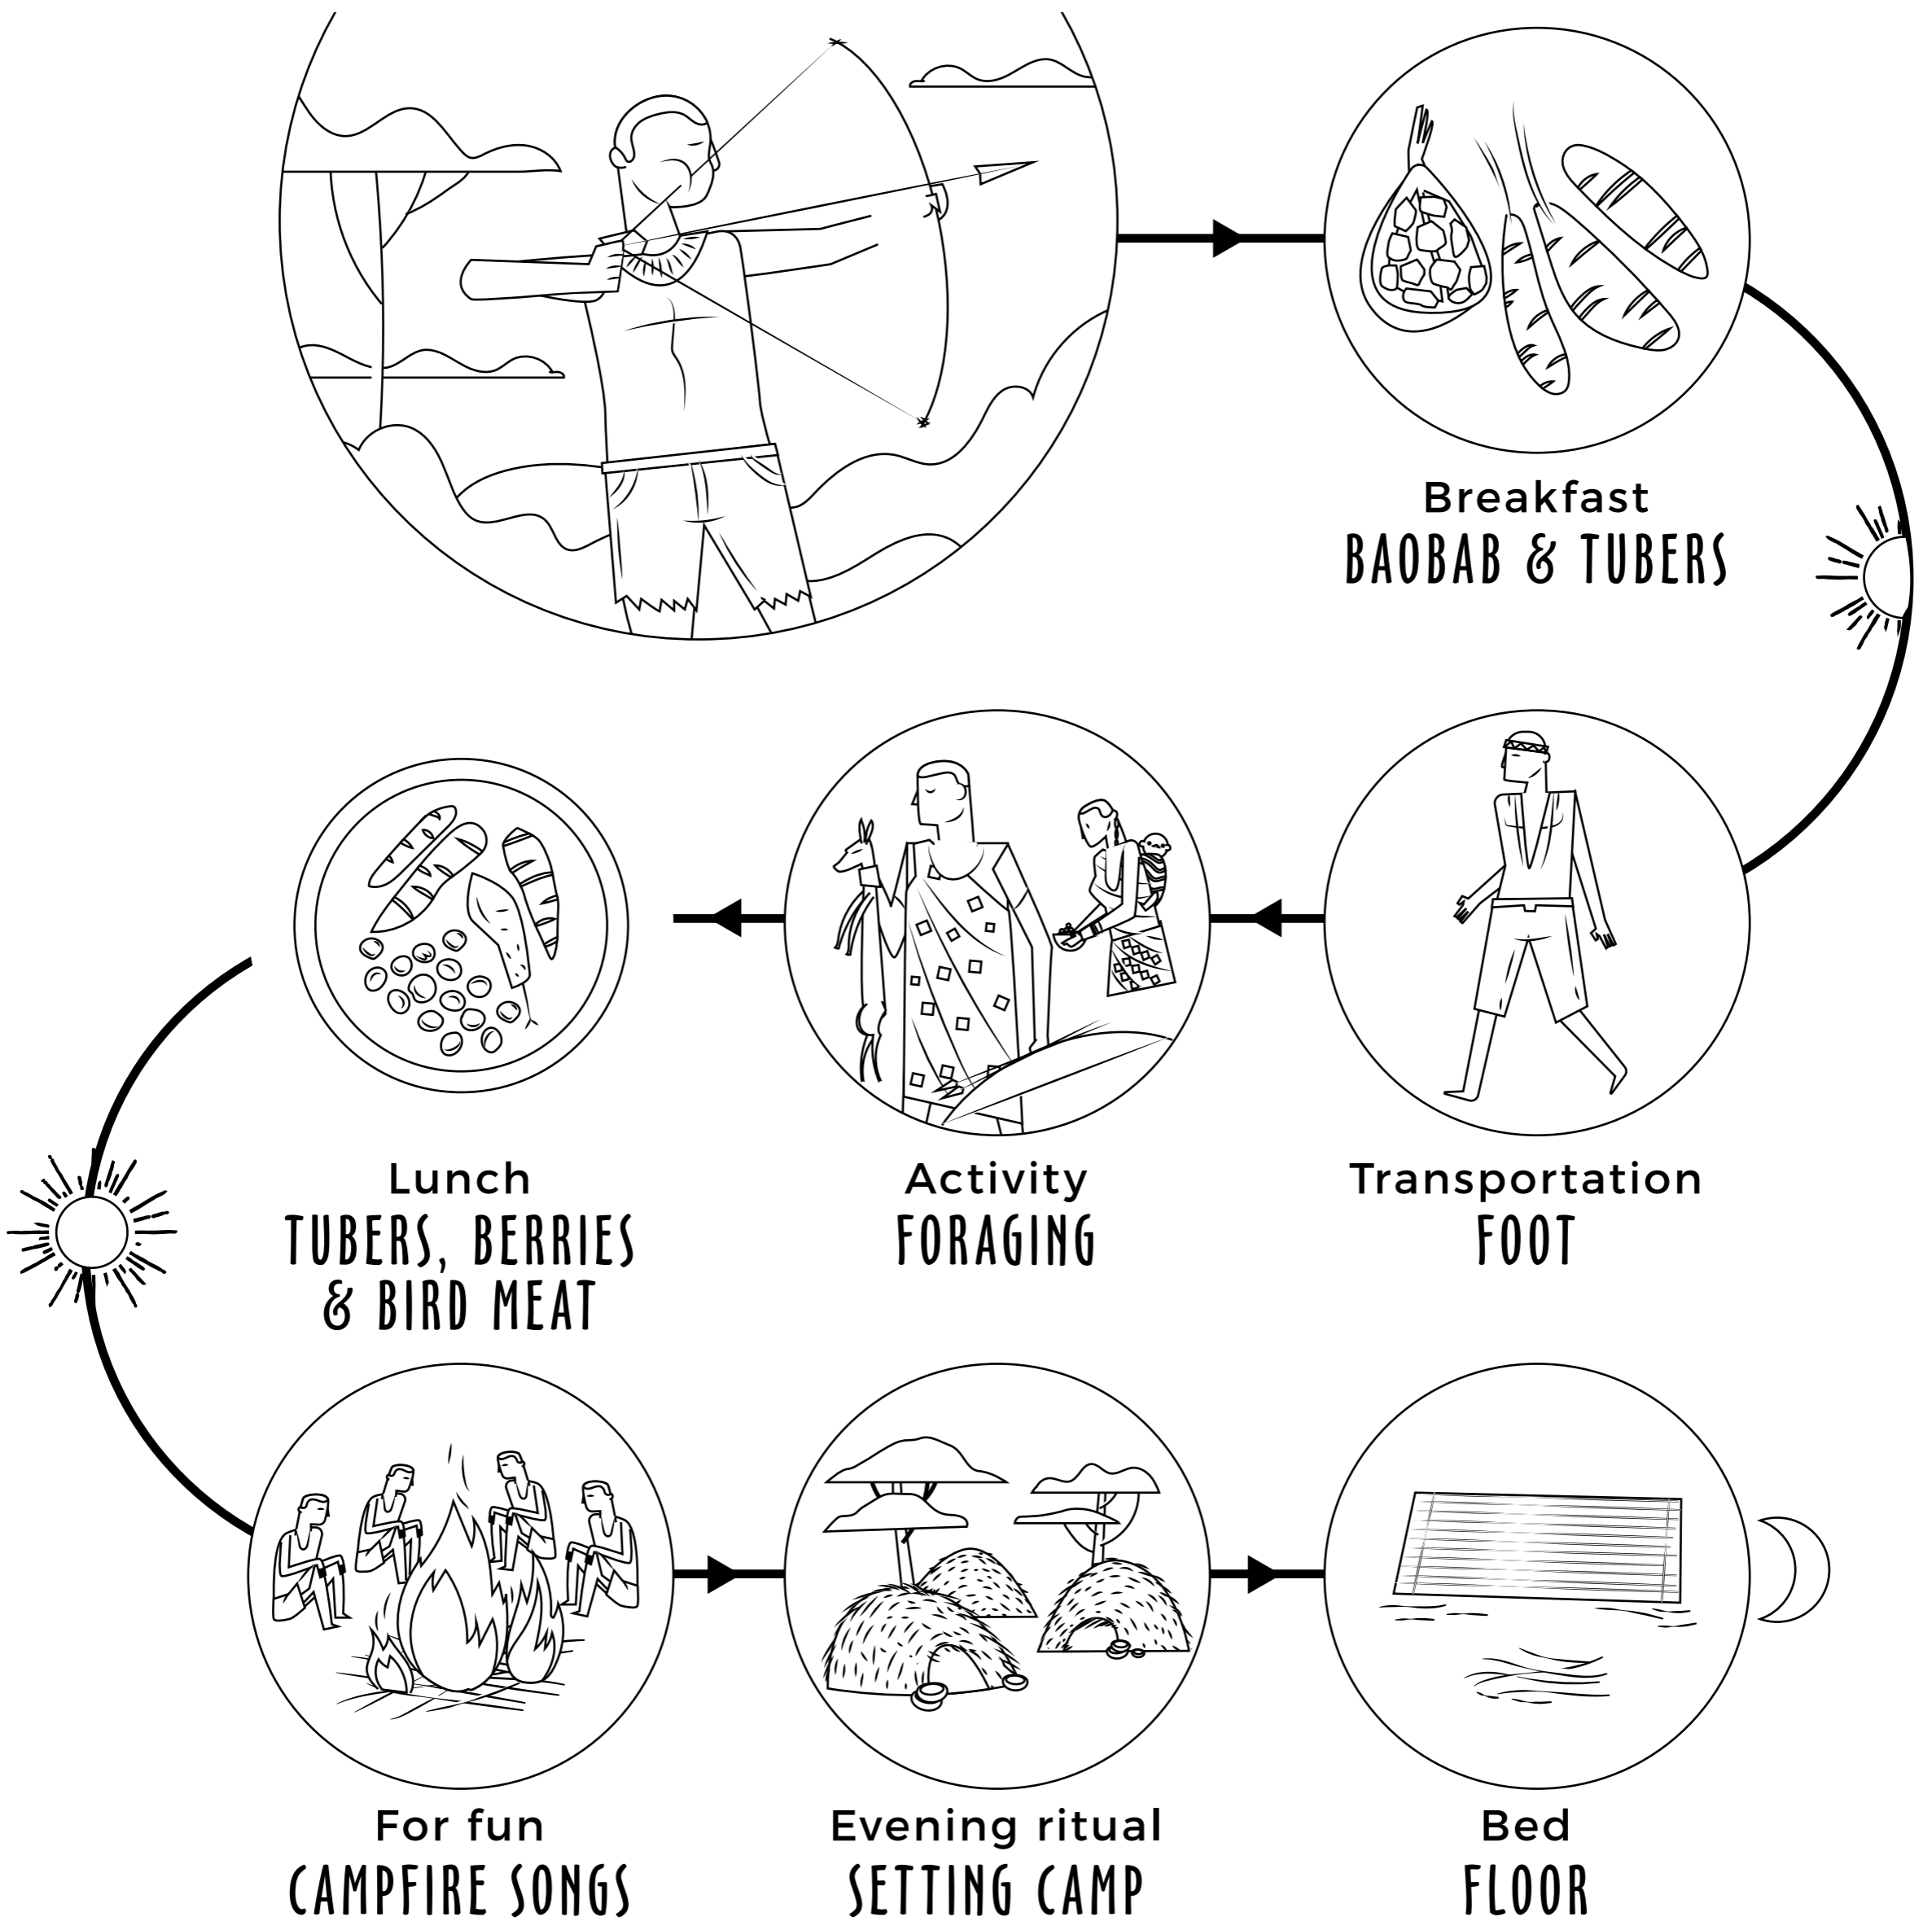 Breakfast
BAOBAB & TUBERS
Transportation
FOOT
Activity
FORAGING
Lunch
TUBERS, BERRIES
& BIRD MEAT
For fun
CAMPFIRE SONGS
Evening ritual
SETTING CAMP
Bed
FLOOR